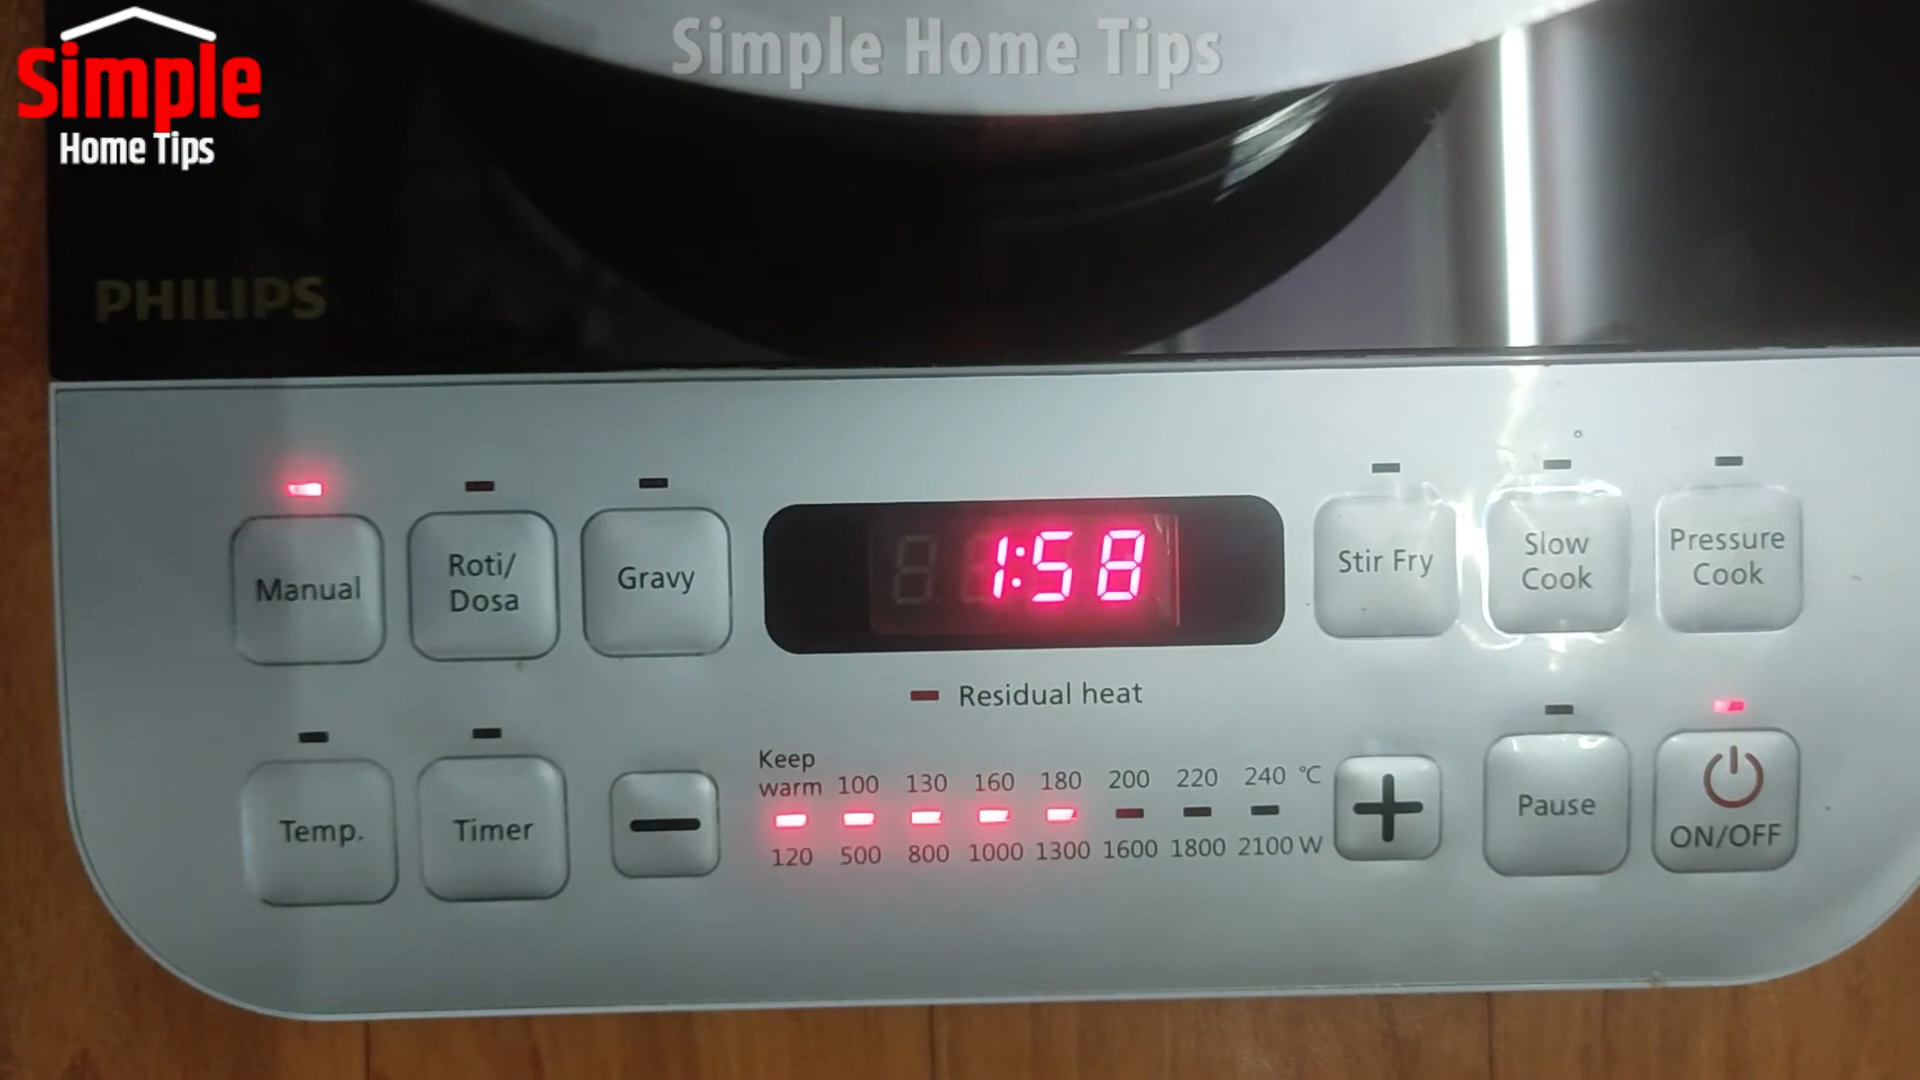 Simple
Home Tips
Simple Home Tips
PHILIPS
Manual
Roti/
Dosa
Gravy
1:58
Stir Fry
Slow
Cook
Pressure
Cook
Residual heat
Temp.
Timer
Keep
warm 100 130 160 180 200 220 240 °C
120 500 800 1000 1300 1600 1800 2100 W
Pause
ON/OFF